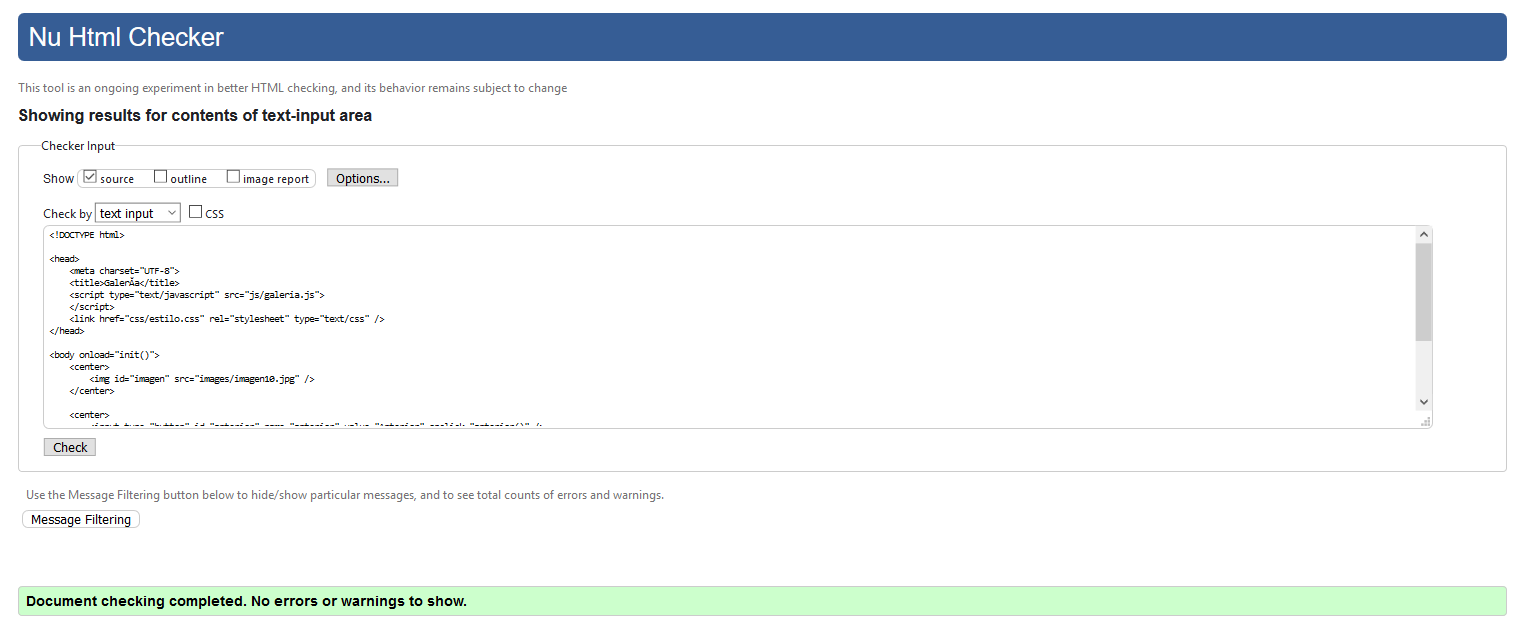 Nu Html Checker
This tool is an ongoing experiment in better HTML checking, and its behavior remains subject to change
Showing results for contents of text-input area
Checker Input
Show source outline image report Options...
Check by text input CSS
<!DOCTYPE html>
<head>
<meta charset="UTF-8">
<title>GalerÃa</title>
<script type="text/javascript" src="js/galeria.js">
</script>
<link href="css/estilo.css" rel="stylesheet" type="text/css" />
</head>
<body onload="init()">
<center>
<img id="imagen" src="images/imagen10.jpg" />
</center>
<center>
Check
Use the Message Filtering button below to hide/show particular messages, and to see total counts of errors and warnings.
Message Filtering
Document checking completed. No errors or warnings to show.